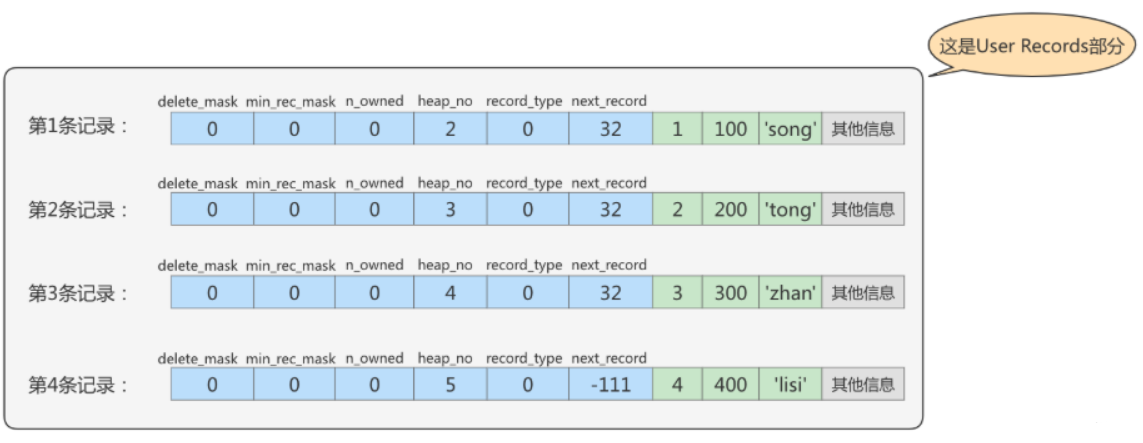 这是User Records部分
delete_mask min_rec_mask n_owned heap_no record_type next_record
第1条记录： 0 0 0 2 0 32 1 100 'song' 其他信息
delete_mask min_rec_mask n_owned heap_no record_type next_record
第2条记录： 0 0 0 3 0 32 2 200 'tong' 其他信息
delete_mask min_rec_mask n_owned heap_no record_type next_record
第3条记录： 0 0 0 4 0 32 3 300 'zhan' 其他信息
delete_mask min_rec_mask n_owned heap_no record_type next_record
第4条记录： 0 0 0 5 0 -111 4 400 'lisi' 其他信息